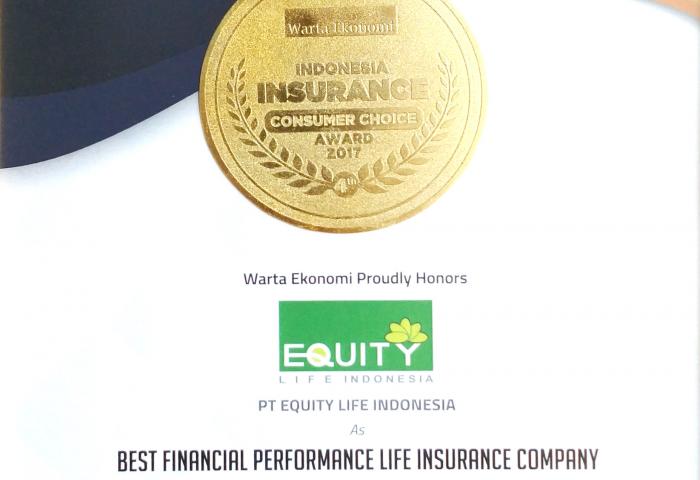 Warta Ekonomi
INDONESIA
INSURANCE
CONSUMER CHOICE
AWARD
2017
4th
Warta Ekonomi Proudly Honors
EQUITY
LIFE INDONESIA
PT EQUITY LIFE INDONESIA
As
BEST FINANCIAL PERFORMANCE LIFE INSURANCE COMPANY